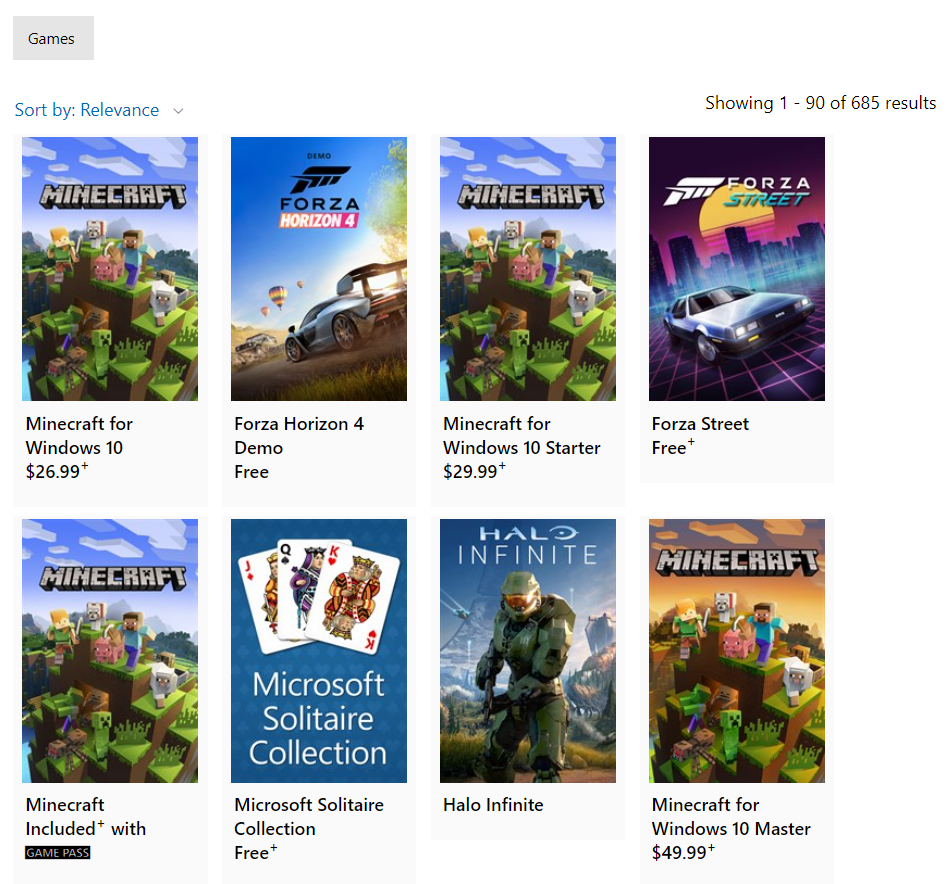 Games
Sort by: Relevance
Showing 1 - 90 of 685 results
MINECRAFT
DEMO
FORZA
HORIZON 4
MINECRAFT
FORZA
STREET
Minecraft for
Windows 10
$26.99+
Forza Horizon 4
Demo
Free
Minecraft for
Windows 10 Starter
$29.99+
Forza Street
Free+
MINECRAFT
J
Q
K
K
Microsoft
Solitaire
Collection
HALO
INFINITE
MINECRAFT
Minecraft
Included+ with
GAME PASS
Microsoft Solitaire
Collection
Free+
Halo Infinite
Minecraft for
Windows 10 Master
$49.99+